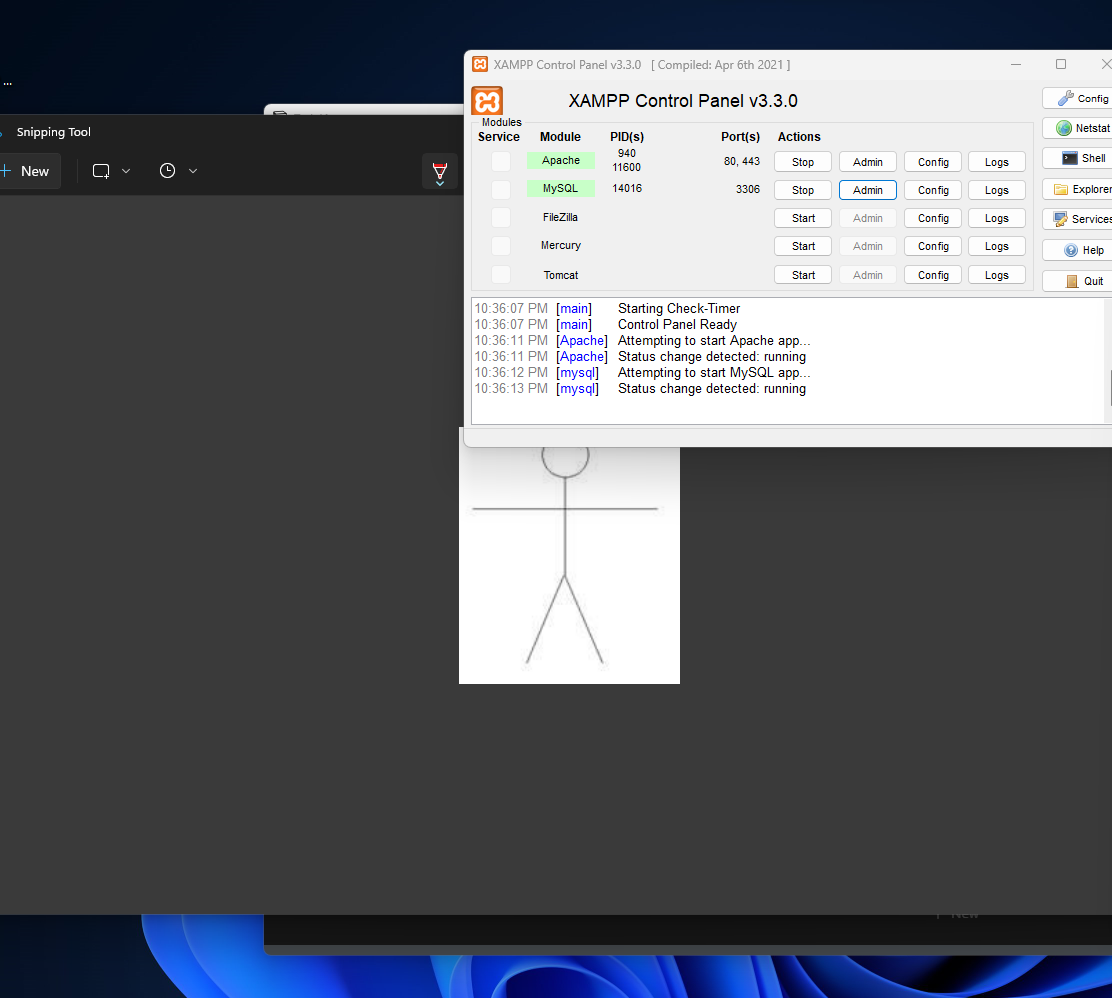 XAMPP Control Panel v3.3.0 [ Compiled: Apr 6th 2021 ]
...
XAMPP Control Panel v3.3.0
Config
Modules
Service Module PID(s) Port(s) Actions
Netstat
Snipping Tool
Apache 940 11600 80, 443 Stop Admin Config Logs
Shell
New
MySQL 14016 3306 Stop Admin Config Logs
Explorer
FileZilla Start Admin Config Logs
Services
Mercury Start Admin Config Logs
Help
Tomcat Start Admin Config Logs
Quit
10:36:07 PM [main] Starting Check-Timer
10:36:07 PM [main] Control Panel Ready
10:36:11 PM [Apache] Attempting to start Apache app...
10:36:11 PM [Apache] Status change detected: running
10:36:12 PM [mysql] Attempting to start MySQL app...
10:36:13 PM [mysql] Status change detected: running
New